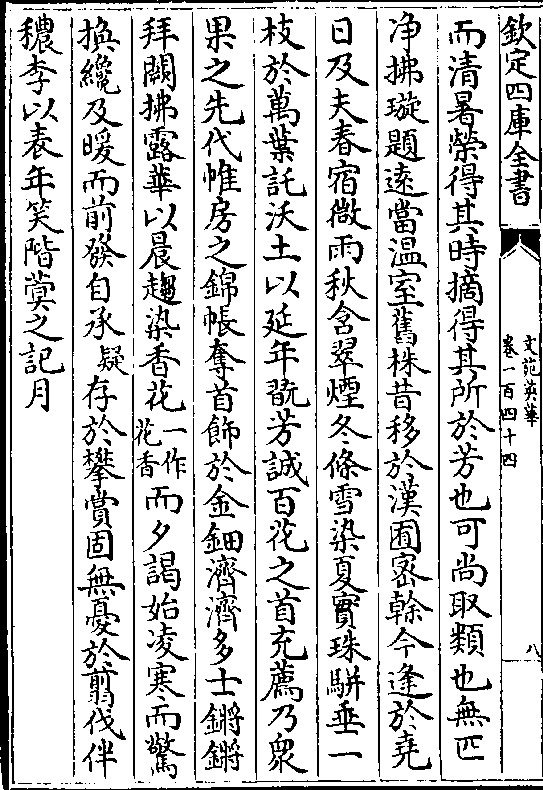 欽定四庫全書
文苑英華
卷一百四十四
八
而清暑榮得其時摘得其所於芳也可尚取類也無匹
净拂璇題逺當温室舊株昔移於漢囿宻榦今逢於堯
日及夫春宿微雨秋含翠煙冬條雪染夏實珠駢垂一
枝於萬葉託沃土以延年翫芳誠百花之首充薦乃衆
果之先代帷房之錦帳奪首飾於金鈿濟濟多士鏘鏘
拜闕拂露華以晨趨染香花一作花香而夕謁始凌寒而驚
換纔及暖而前發自承疑存於攀賞固無憂於翦伐伴
穠李以表年笑階蓂之記月